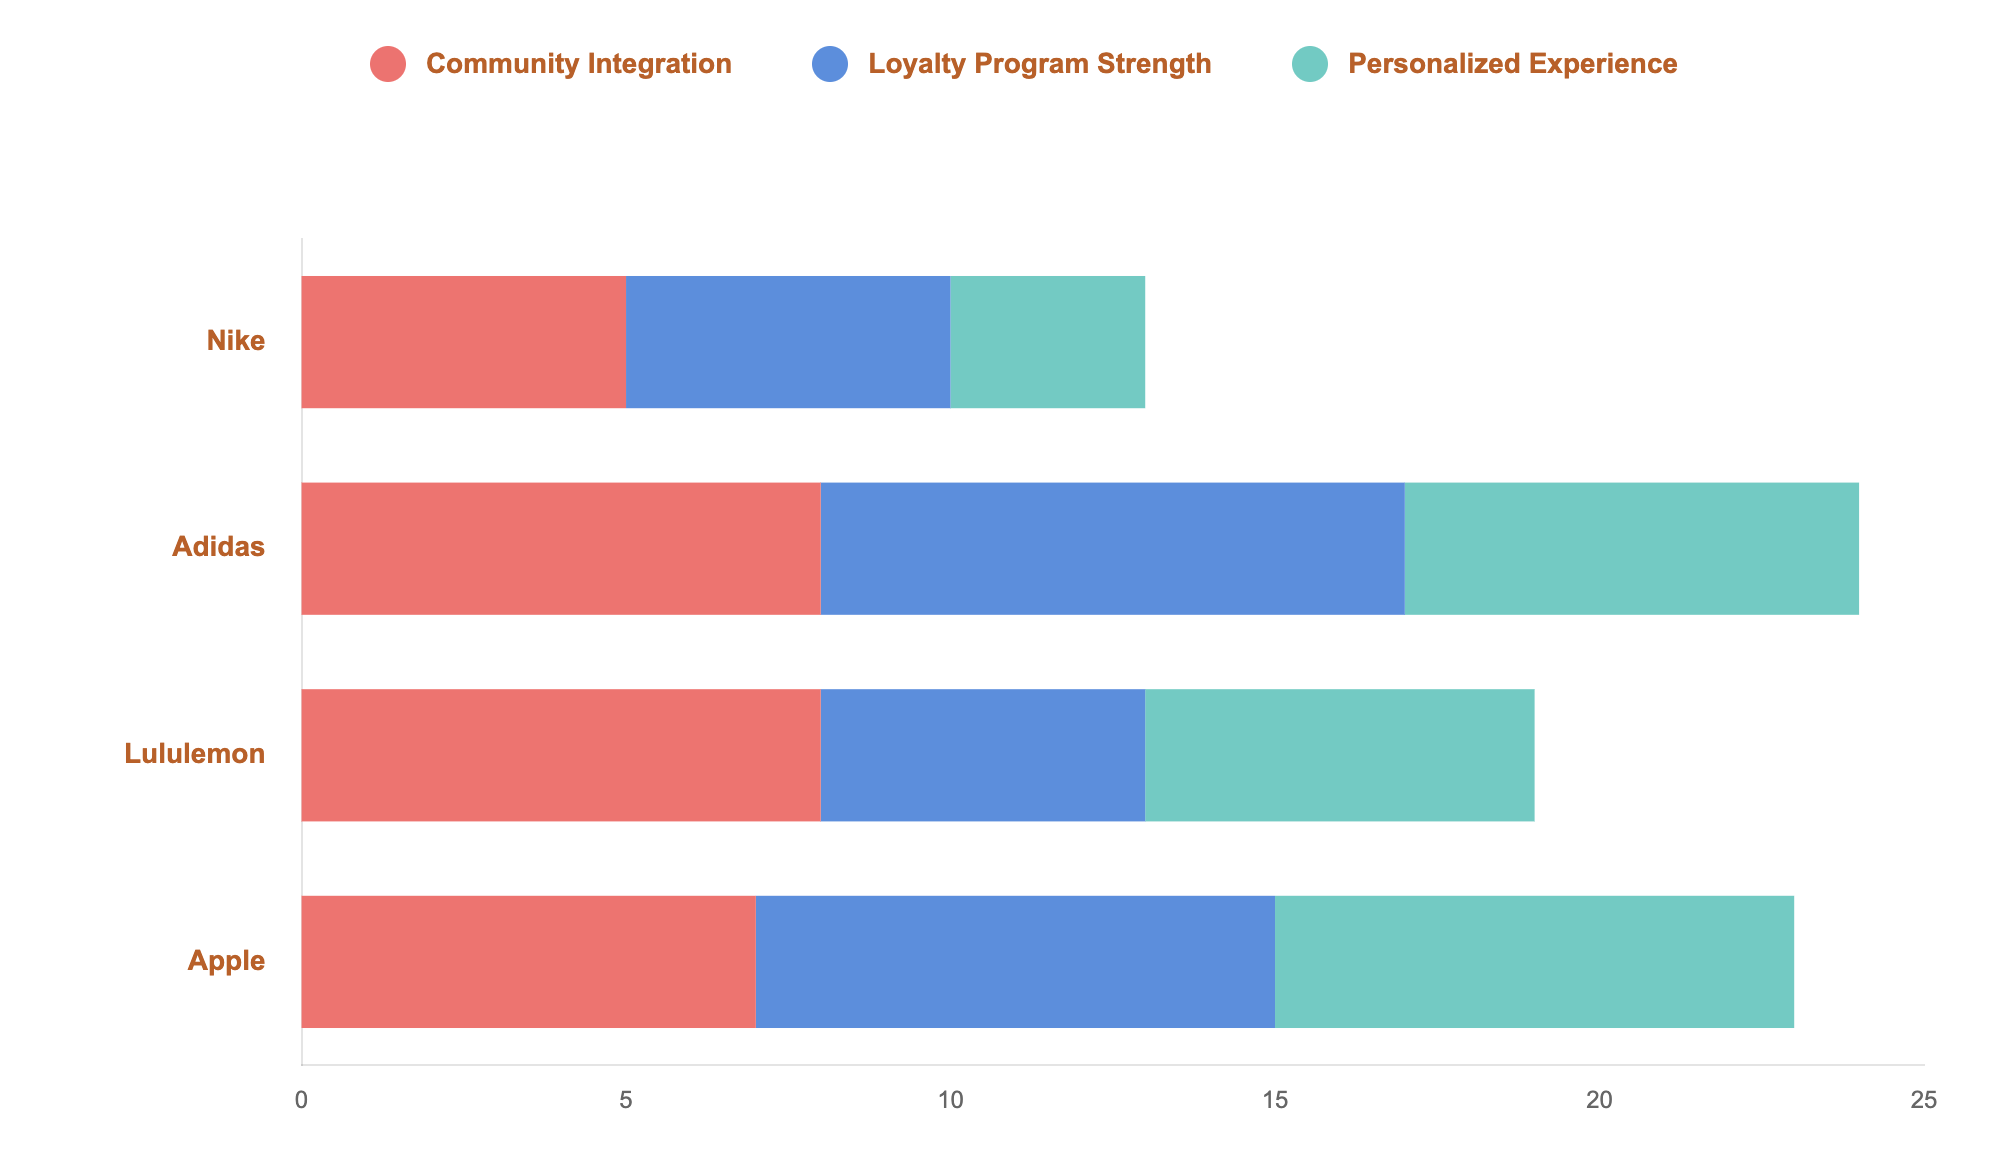 Community Integration Loyalty Program Strength Personalized Experience
Nike
Adidas
Lululemon
Apple
0 5 10 15 20 25